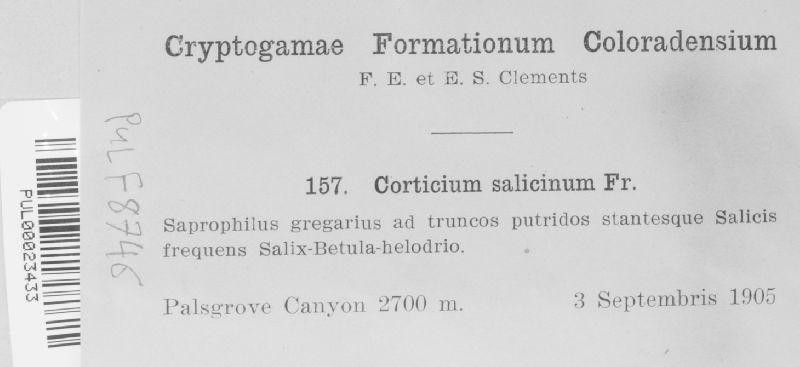 Cryptogamae Formationum Coloradensium
F. E. et E. S. Clements
157. Corticium salicinum Fr.
Saprophilus gregarius ad truncos putridos stantesque Salicis
frequens Salix-Betula-helodrio.
Palsgrove Canyon 2700 m. 3 Septembris 1905
PUL F8746
PUL00023433